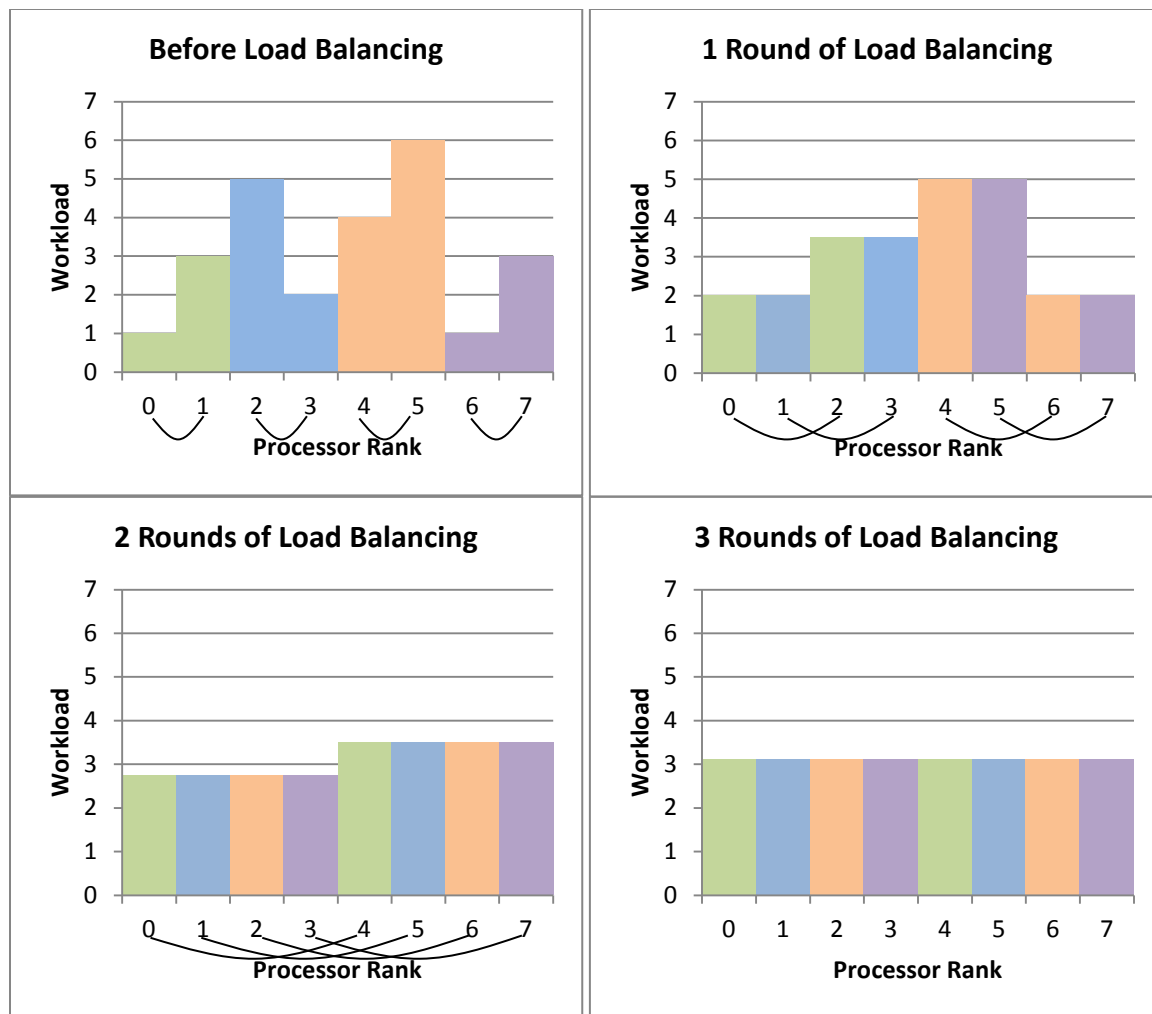 Before Load Balancing
7
6
5
4
3
2
1
0
Workload
0 1 2 3 4 5 6 7
Processor Rank
1 Round of Load Balancing
7
6
5
4
3
2
1
0
Workload
0 1 2 3 4 5 6 7
Processor Rank
2 Rounds of Load Balancing
7
6
5
4
3
2
1
0
Workload
0 1 2 3 4 5 6 7
Processor Rank
3 Rounds of Load Balancing
7
6
5
4
3
2
1
0
Workload
0 1 2 3 4 5 6 7
Processor Rank